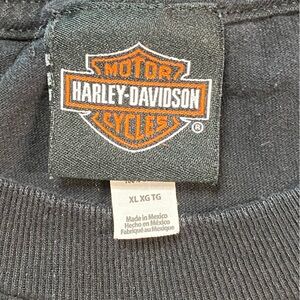 MOTOR
HARLEY-DAVIDSON
CYCLES
®
XL XG TG
Made in Mexico
Hecho en México
Fabriqué au Mexique